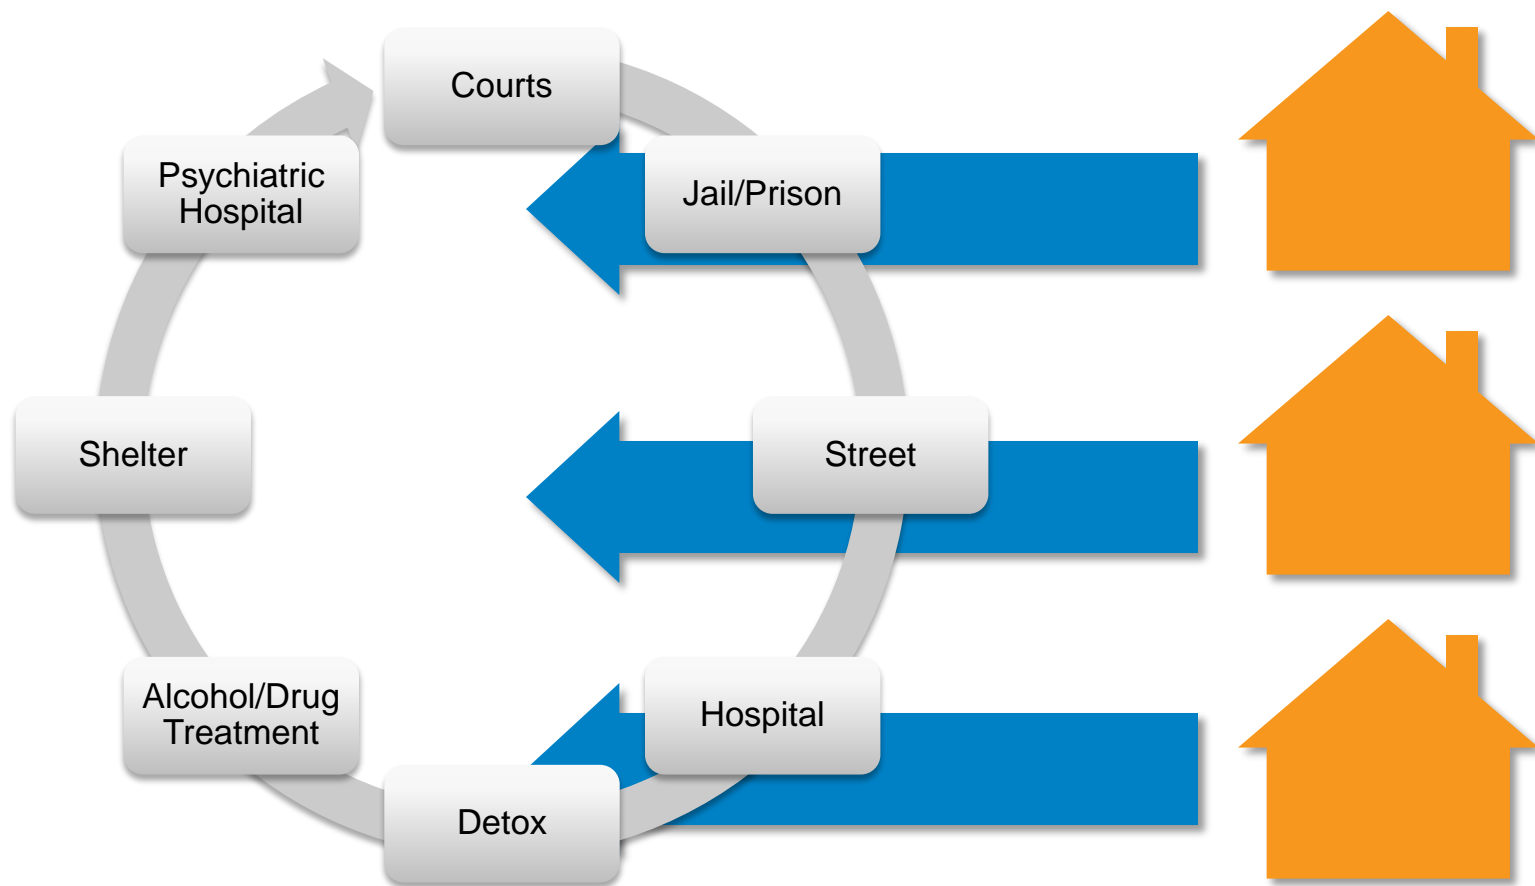 Courts
Jail/Prison
Street
Hospital
Detox
Alcohol/Drug
Treatment
Shelter
Psychiatric
Hospital